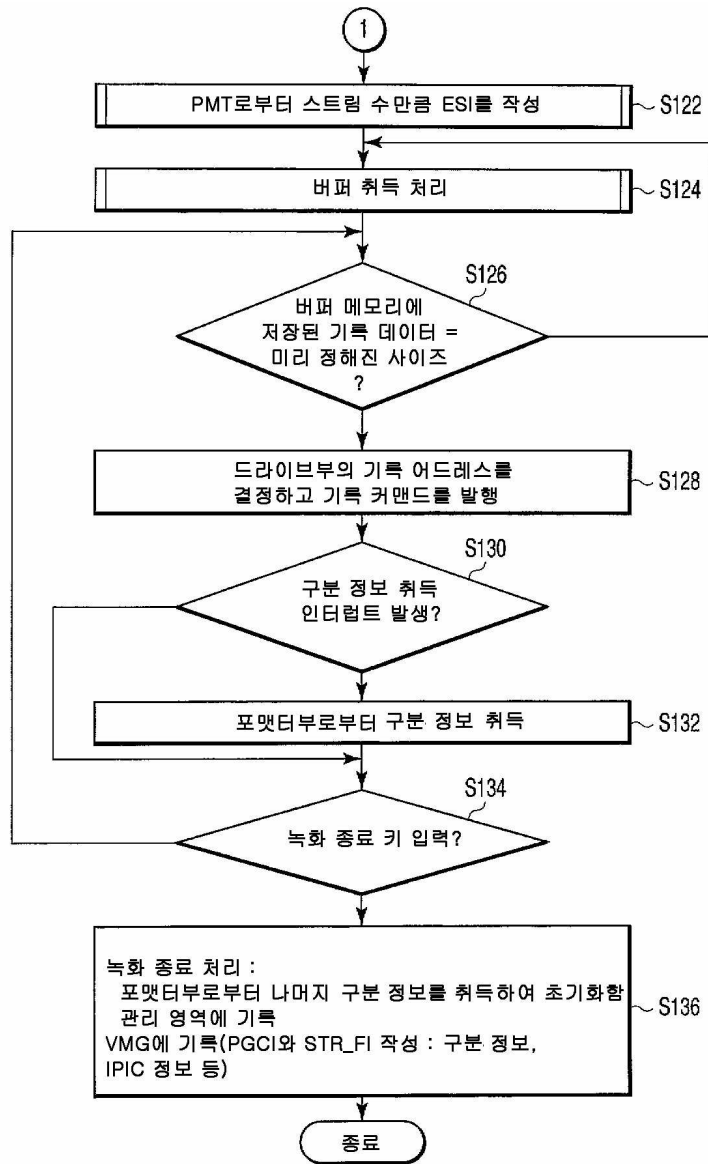 1
PMT로부터 스트림 수만큼 ESI를 작성
S122
버퍼 취득 처리
S124
S126
버퍼 메모리에
저장된 기록 데이터 =
미리 정해진 사이즈
?
드라이브부의 기록 어드레스를
결정하고 기록 커맨드를 발행
S128
S130
구분 정보 취득
인터럽트 발생?
포맷터부로부터 구분 정보 취득
S132
S134
녹화 종료 키 입력?
녹화 종료 처리 :
포맷터부로부터 나머지 구분 정보를 취득하여 초기화함
관리 영역에 기록
VMG에 기록(PGCI와 STR_FI 작성 : 구분 정보,
IPIC 정보 등)
S136
종료